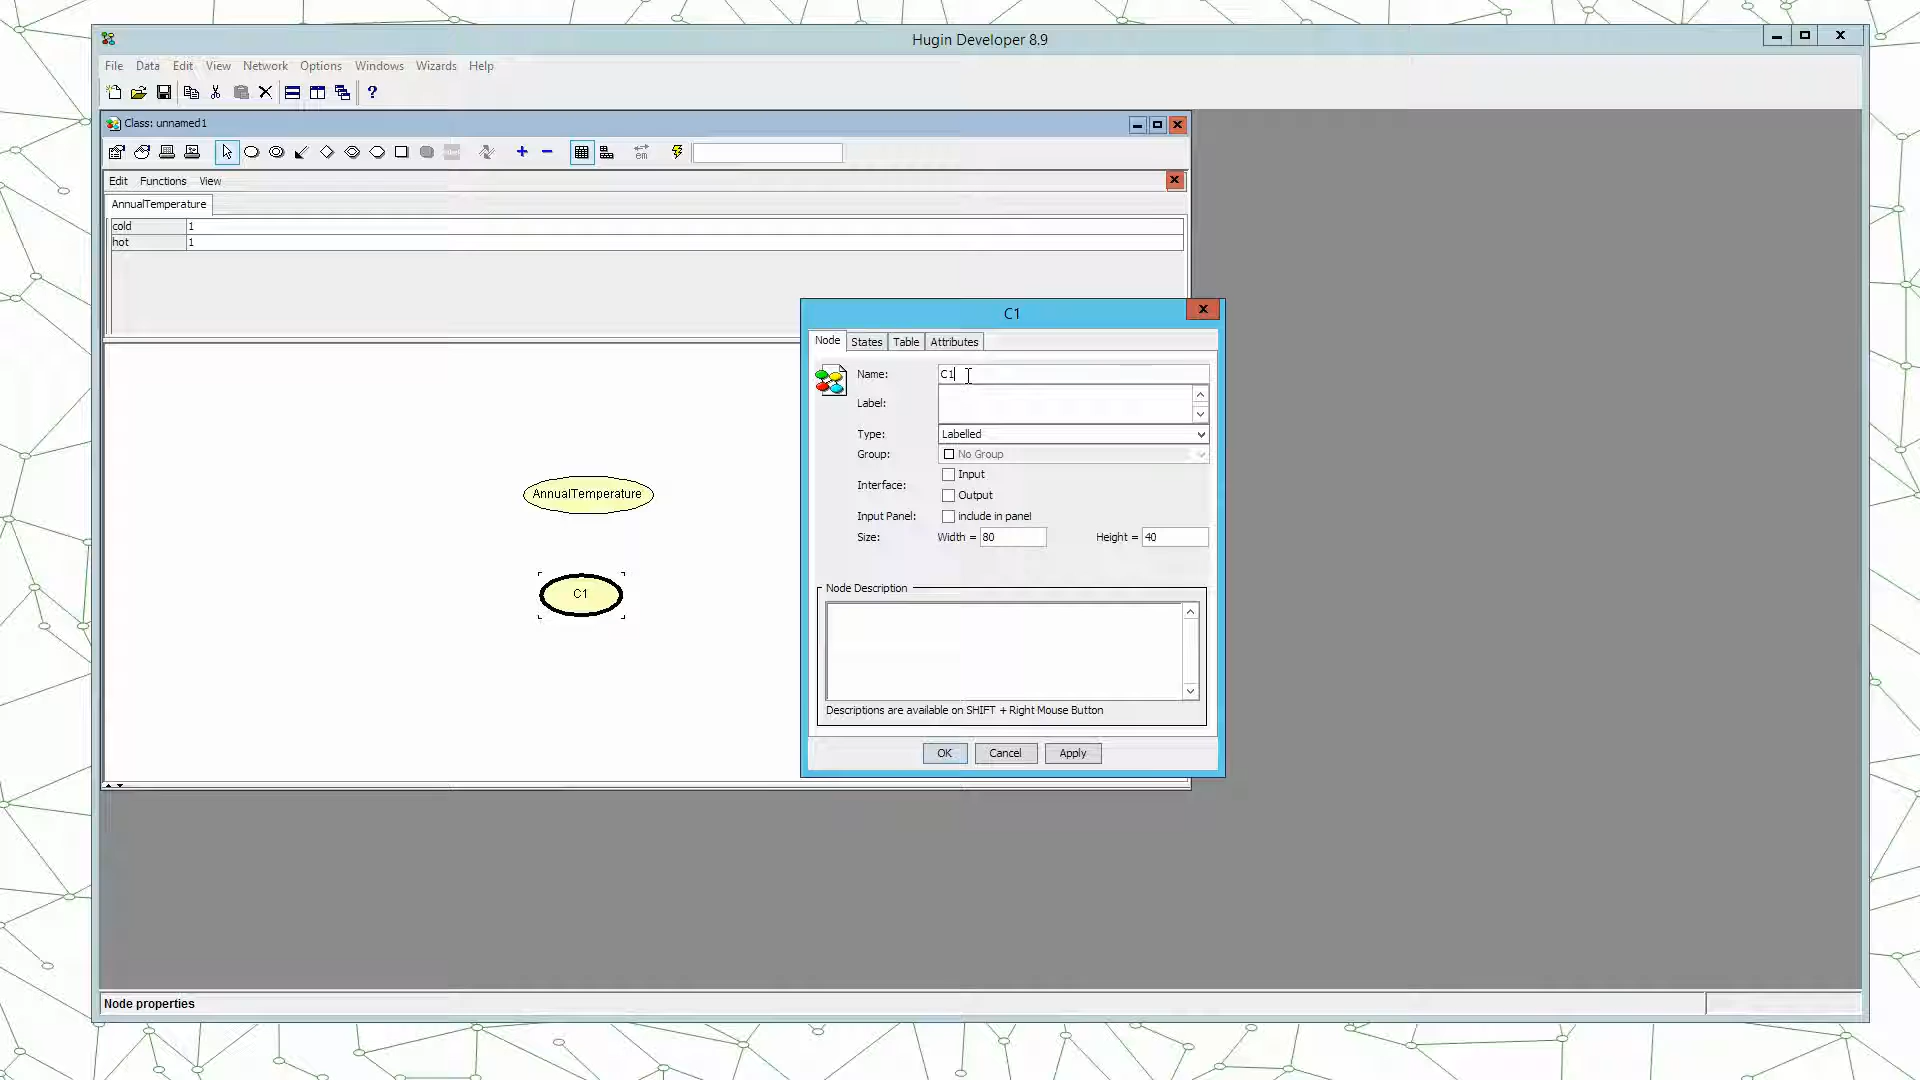 Hugin Developer 8.9
File Data Edit View Network Options Windows Wizards Help
Class: unnamed1
Edit Functions View
AnnualTemperature
cold 1
hot 1
AnnualTemperature
C1
C1
Node States Table Attributes
Name: C1
Label:
Type: Labelled
Group: No Group
Interface: Input
Output
Input Panel: include in panel
Size: Width = 80 Height = 40
Node Description
Descriptions are available on SHIFT + Right Mouse Button
OK Cancel Apply
Node properties